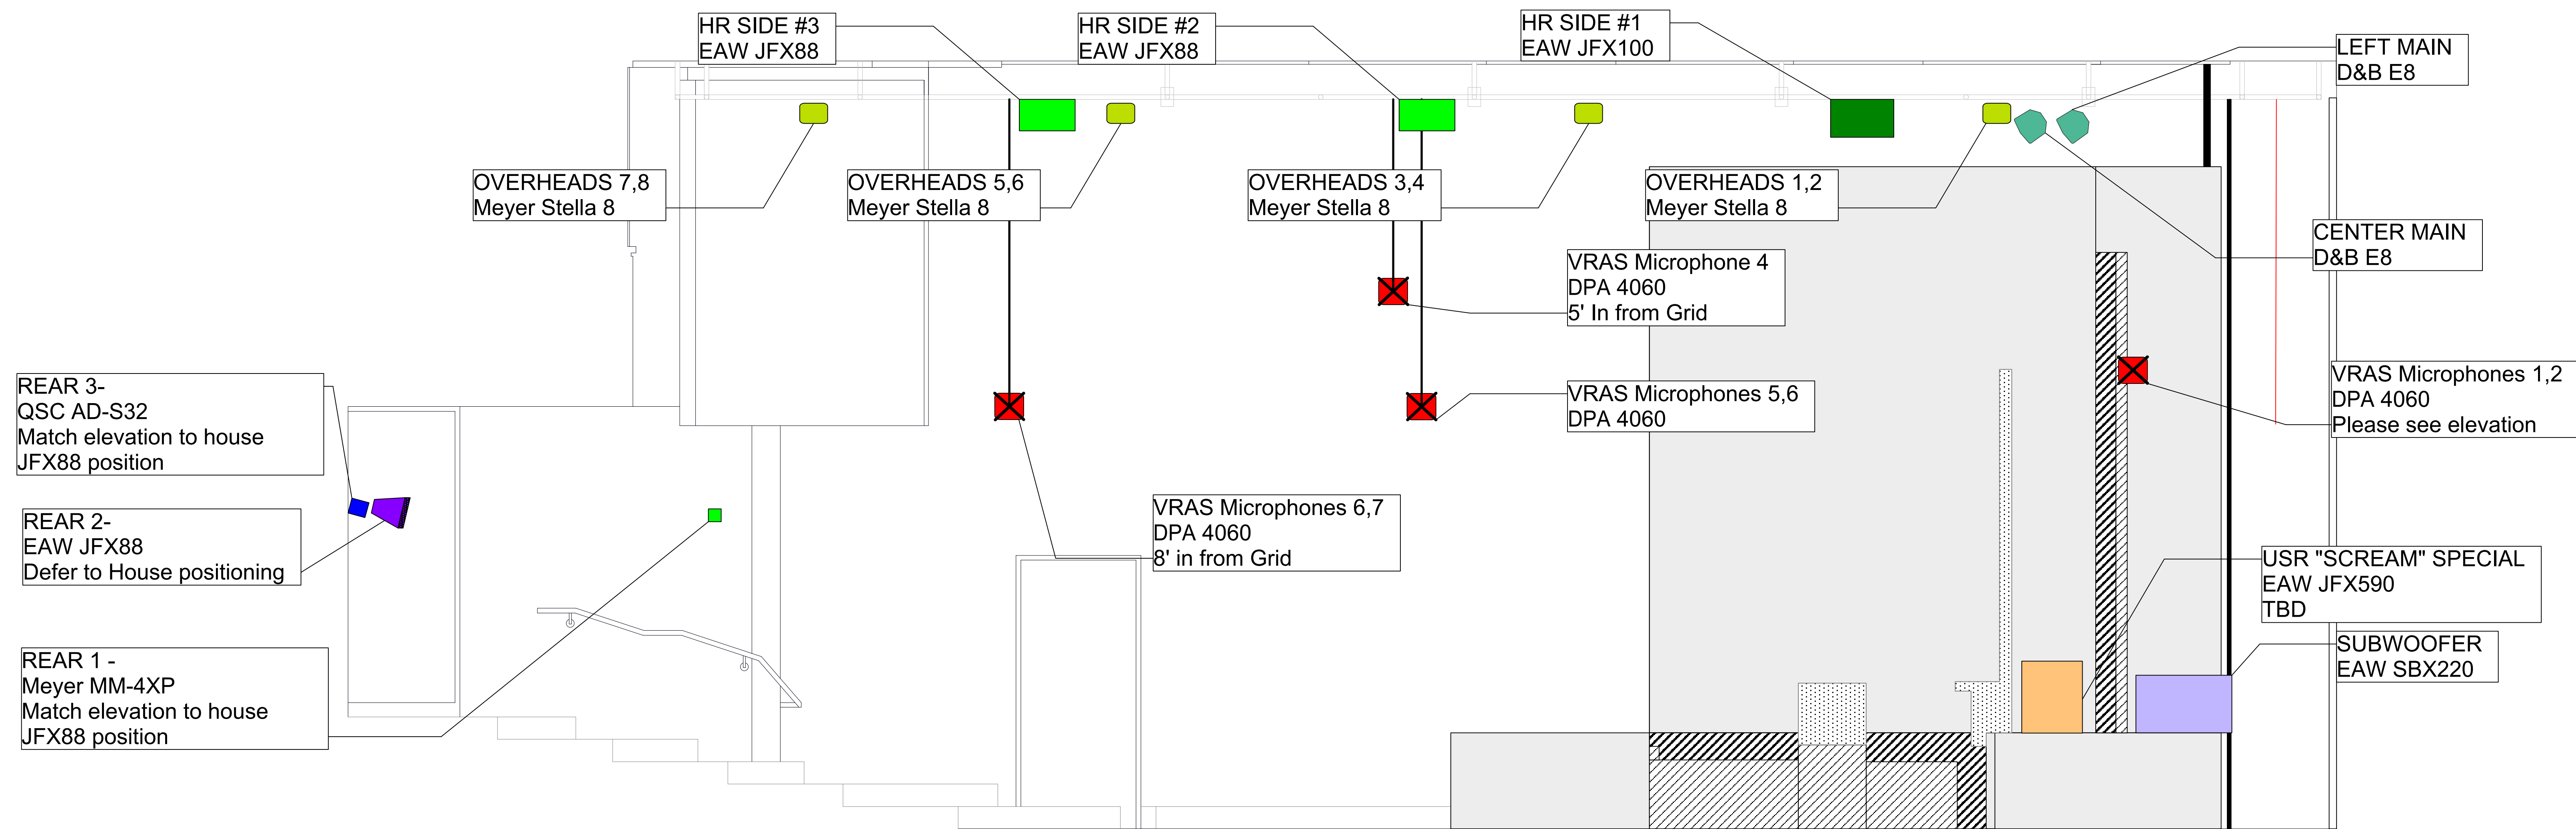 HR SIDE #3
EAW JFX88
HR SIDE #2
EAW JFX88
HR SIDE #1
EAW JFX100
LEFT MAIN
D&B E8
OVERHEADS 7,8
Meyer Stella 8
OVERHEADS 5,6
Meyer Stella 8
OVERHEADS 3,4
Meyer Stella 8
OVERHEADS 1,2
Meyer Stella 8
CENTER MAIN
D&B E8
VRAS Microphone 4
DPA 4060
5' In from Grid
VRAS Microphones 1,2
DPA 4060
Please see elevation
REAR 3-
QSC AD-S32
Match elevation to house
JFX88 position
VRAS Microphones 5,6
DPA 4060
REAR 2-
EAW JFX88
Defer to House positioning
VRAS Microphones 6,7
DPA 4060
8' in from Grid
USR "SCREAM" SPECIAL
EAW JFX590
TBD
REAR 1 -
Meyer MM-4XP
Match elevation to house
JFX88 position
SUBWOOFER
EAW SBX220